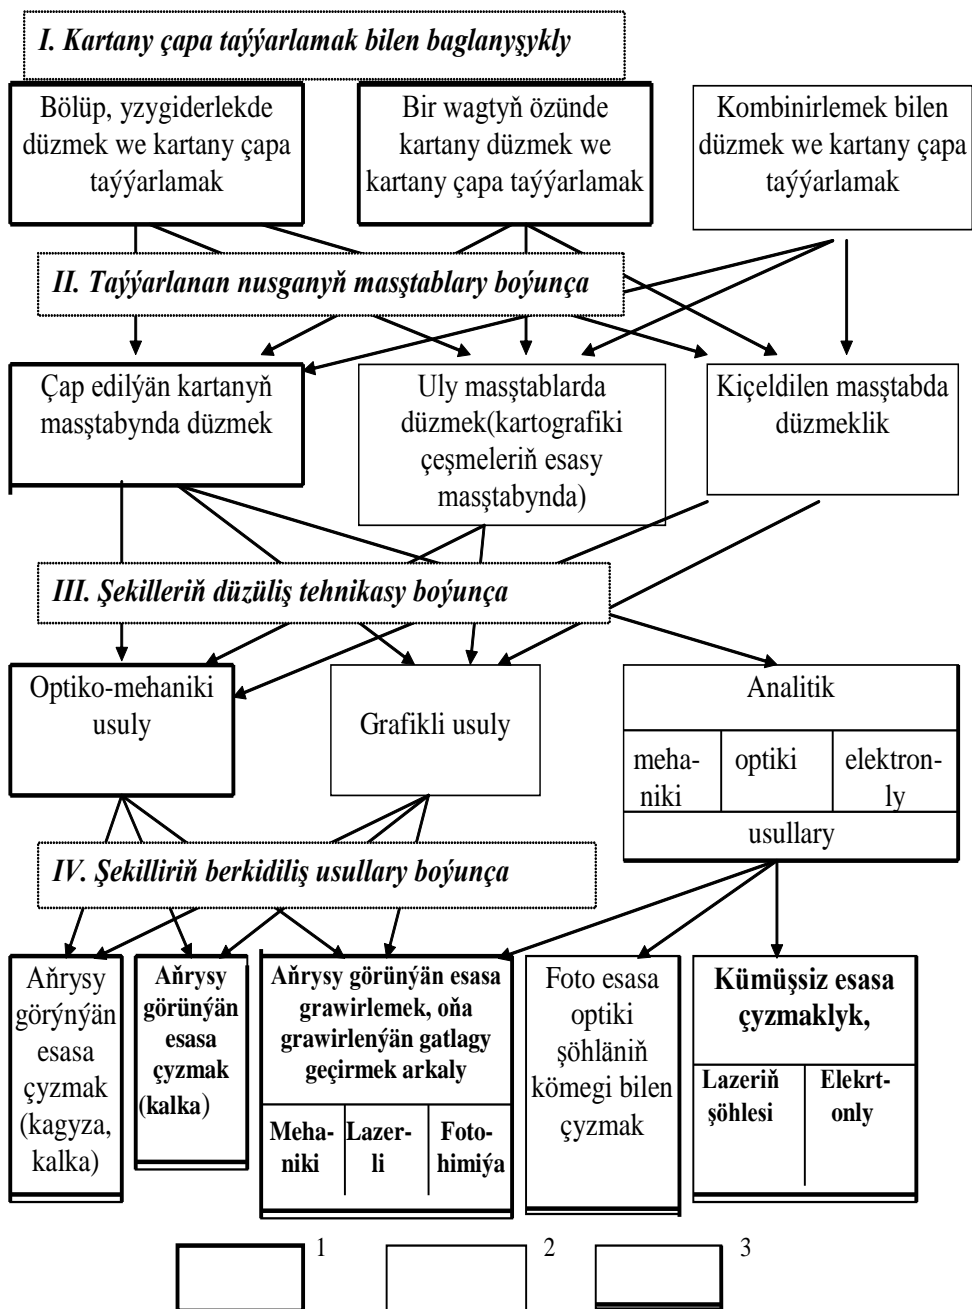 I. Kartany çapa taýýarlamak bilen baglanyşykly
Bölüp, yzygiderlekde
düzmek we kartany çapa
taýýarlamak
Bir wagtyň özünde
kartany düzmek we
kartany çapa taýýarlamak
Kombinirlemek bilen
düzmek we kartany çapa
taýýarlamak
II. Taýýarlanan nusganyň masştablary boýunça
Çap edilýän kartanyň
masştabynda düzmek
Uly masştablarda
düzmek(kartografiki
çeşmeleriň esasy
masştabynda)
Kiçeldilen masştabda
düzmeklik
III. Şekilleriň düzüliş tehnikasy boýunça
Optiko-mehaniki
usuly
Grafikli usuly
Analitik
meha-
niki
optiki
elektron-
ly
usullary
IV. Şekilliriň berkidiliş usullary boýunça
Aňrysy
görýnýän
esasa
çyzmak
(kagyza,
kalka)
Aňrysy
görünýän
esasa
çyzmak
(kalka)
Aňrysy görünýän esasa
grawirlemek, oňa
grawirlenýän gatlagy
geçirmek arkaly
Meha-
niki
Lazer-
li
Foto-
himiýa
Foto esasa
optiki
şöhläniň
kömegi bilen
çyzmak
Kümüşsiz esasa
çyzmaklyk,
Lazeriň
şöhlesi
Elekrt-
only
1
2
3